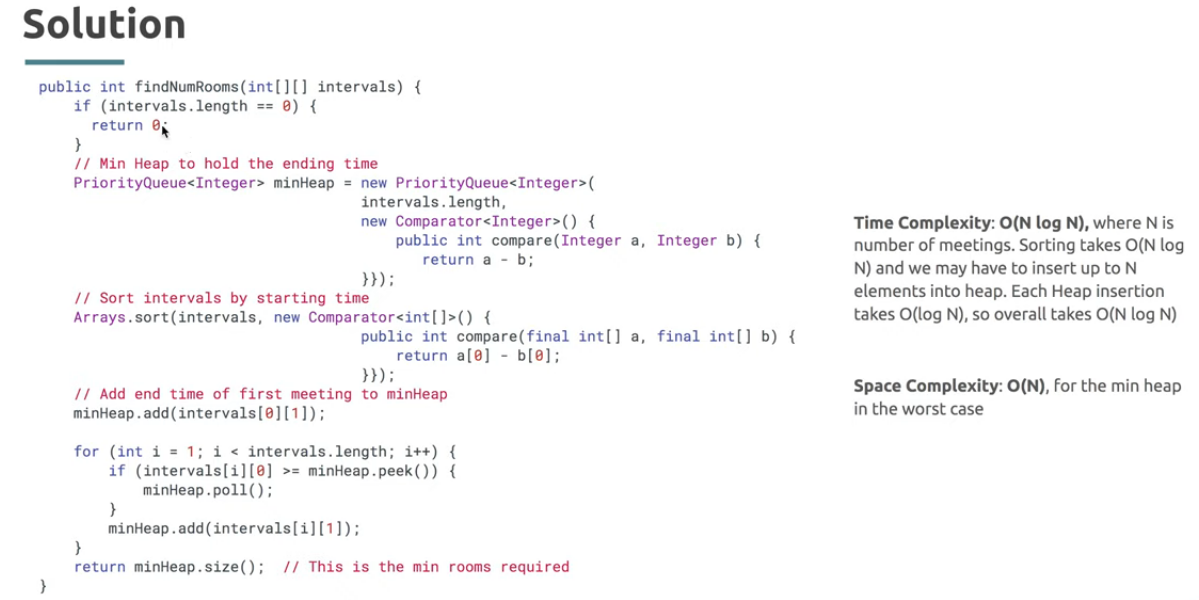 Solution
public int findNumRooms(int[][] intervals) {
if (intervals.length == 0) {
return 0;
}
// Min Heap to hold the ending time
PriorityQueue<Integer> minHeap = new PriorityQueue<Integer>(
intervals.length,
new Comparator<Integer>() {
public int compare(Integer a, Integer b) {
return a - b;
}});
// Sort intervals by starting time
Arrays.sort(intervals, new Comparator<int[]>() {
public int compare(final int[] a, final int[] b) {
return a[0] - b[0];
}});
// Add end time of first meeting to minHeap
minHeap.add(intervals[0][1]);
for (int i = 1; i < intervals.length; i++) {
if (intervals[i][0] >= minHeap.peek()) {
minHeap.poll();
}
minHeap.add(intervals[i][1]);
}
return minHeap.size(); // This is the min rooms required
}
Time Complexity: O(N log N), where N is
number of meetings. Sorting takes O(N log
N) and we may have to insert up to N
elements into heap. Each Heap insertion
takes O(log N), so overall takes O(N log N)
Space Complexity: O(N), for the min heap
in the worst case